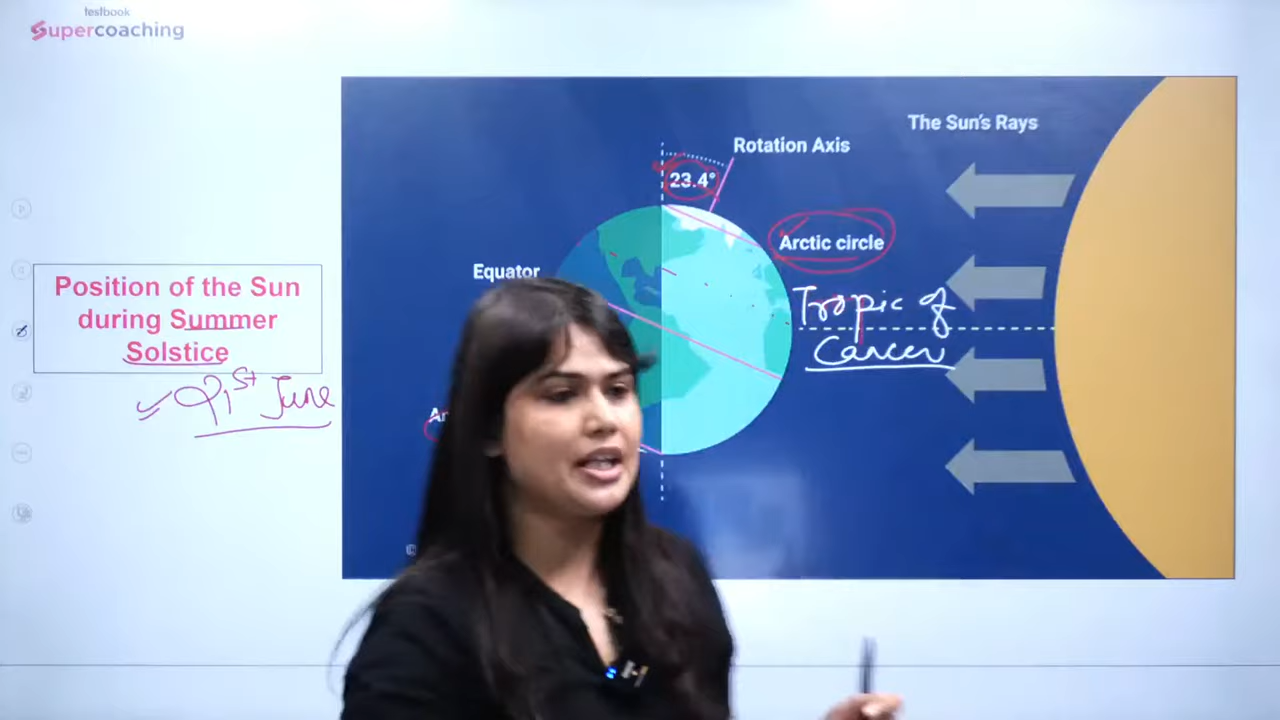 testbook
Supercoaching
Position of the Sun
during Summer
Solstice
21st June
The Sun's Rays
Rotation Axis
23.4°
Arctic circle
Equator
Tropic of
Cancer